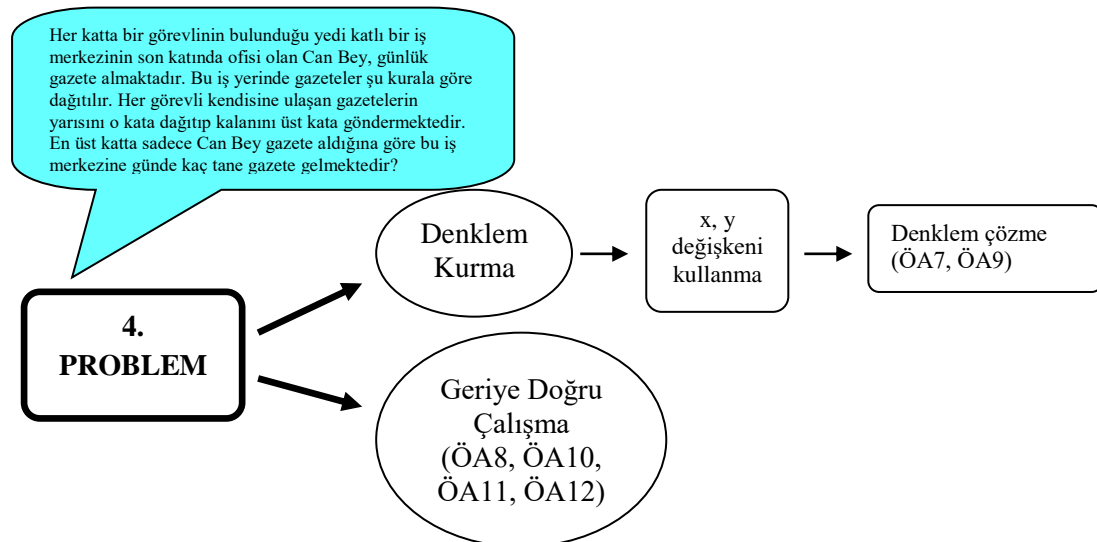 Her katta bir görevlinin bulunduğu yedi katlı bir iş
merkezinin son katında ofisi olan Can Bey, günlük
gazete almaktadır. Bu iş yerinde gazeteler şu kurala göre
dağıtılır. Her görevli kendisine ulaşan gazetelerin
yarısını o kata dağıtıp kalanını üst kata göndermektedir.
En üst katta sadece Can Bey gazete aldığına göre bu iş
merkezine günde kaç tane gazete gelmektedir?
Denklem
Kurma
x, y
değişkeni
kullanma
Denklem çözme
(ÖA7, ÖA9)
4.
PROBLEM
Geriye Doğru
Çalışma
(ÖA8, ÖA10,
ÖA11, ÖA12)